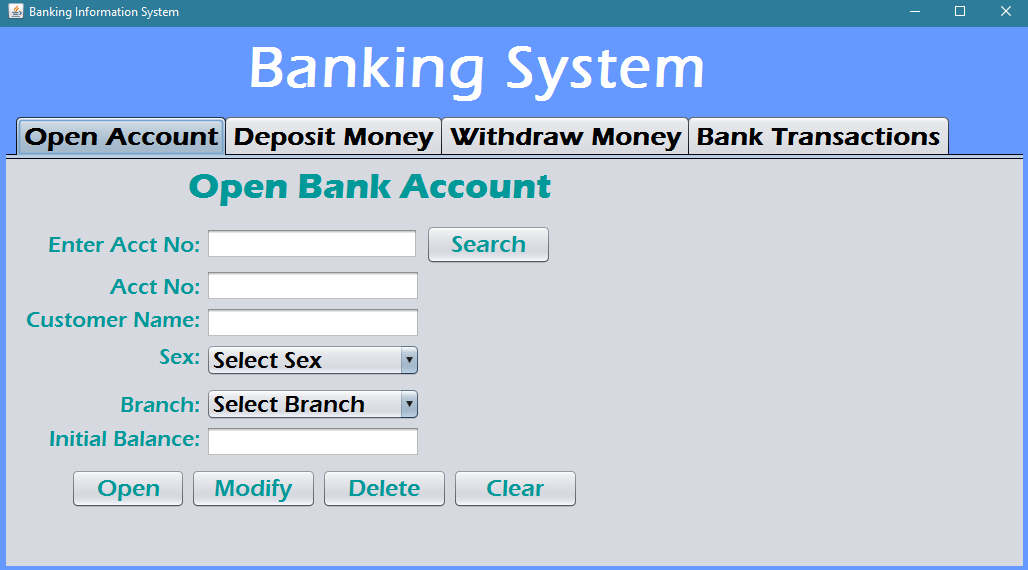 Banking Information System
Banking System
Open Account Deposit Money Withdraw Money Bank Transactions
Open Bank Account
Enter Acct No: Search
Acct No:
Customer Name:
Sex: Select Sex
Branch: Select Branch
Initial Balance:
Open Modify Delete Clear